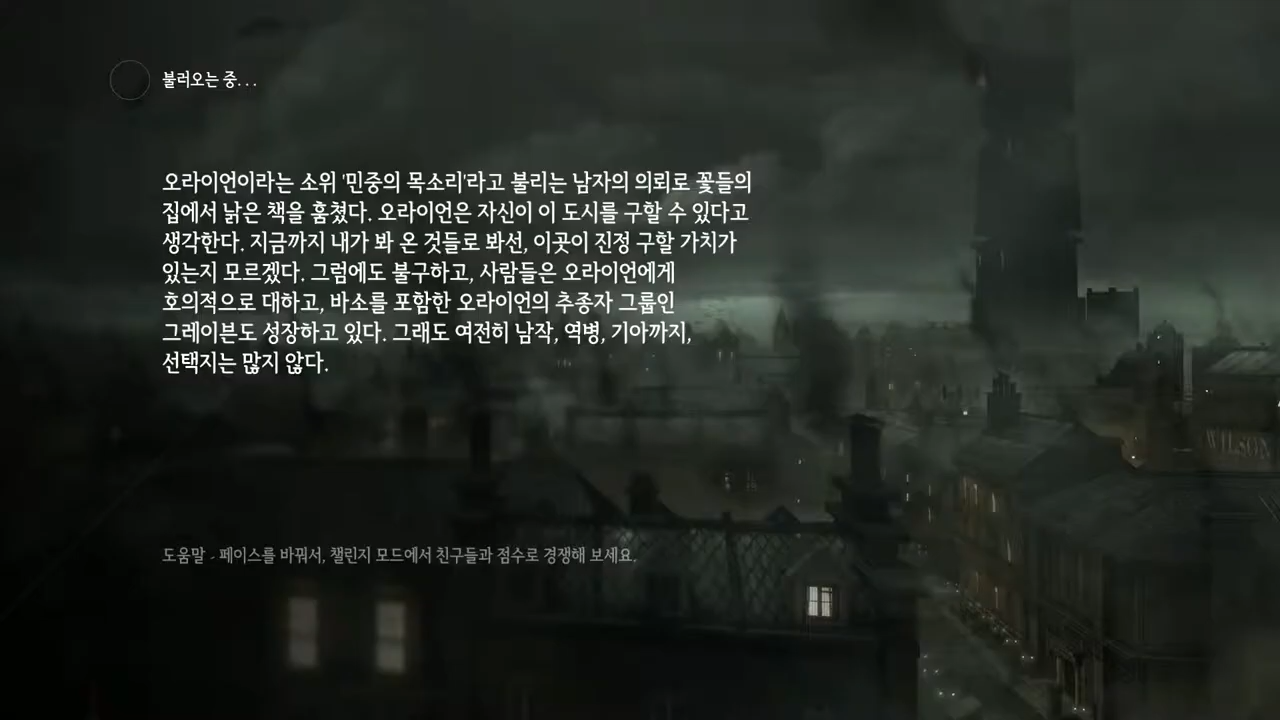 불러오는 중...
오라이언이라는 소위 '민중의 목소리'라고 불리는 남자의 의뢰로 꽃들의
집에서 낡은 책을 훔쳤다. 오라이언은 자신이 이 도시를 구할 수 있다고
생각한다. 지금까지 내가 봐 온 것들로 봐선, 이곳이 진정 구할 가치가
있는지 모르겠다. 그럼에도 불구하고, 사람들은 오라이언에게
호의적으로 대하고, 바소를 포함한 오라이언의 추종자 그룹인
그레이븐도 성장하고 있다. 그래도 여전히 남작, 역병, 기아까지,
선택지는 많지 않다.
WILSON
도움말 - 페이스를 바꿔서, 챌린지 모드에서 친구들과 점수로 경쟁해 보세요.